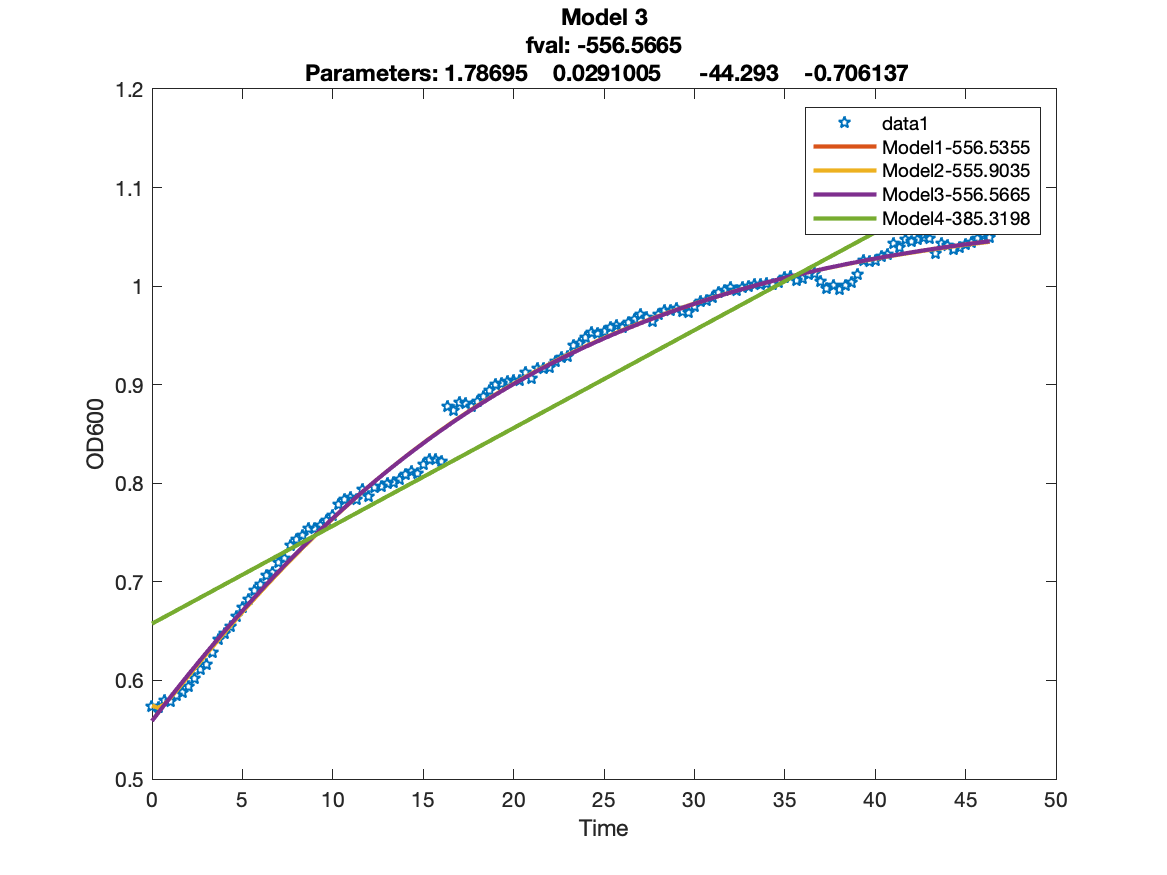 Model 3
fval: -556.5665
Parameters: 1.78695 0.0291005 -44.293 -0.706137
1.2
1.1
1
0.9
0.8
0.7
0.6
0.5
OD600
data1
Model1-556.5355
Model2-555.9035
Model3-556.5665
Model4-385.3198
0 5 10 15 20 25 30 35 40 45 50
Time